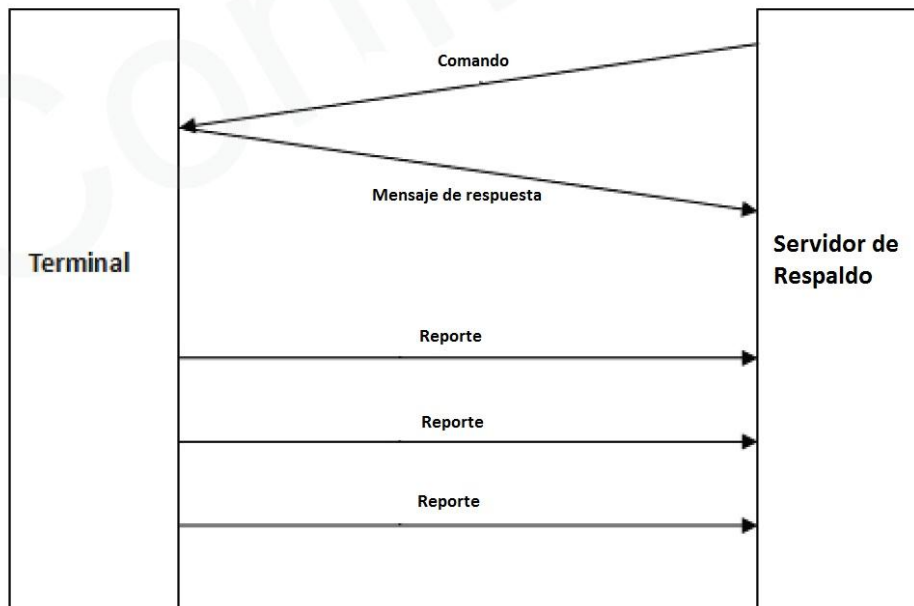 Comando
Mensaje de respuesta
Terminal
Servidor de
Respaldo
Reporte
Reporte
Reporte